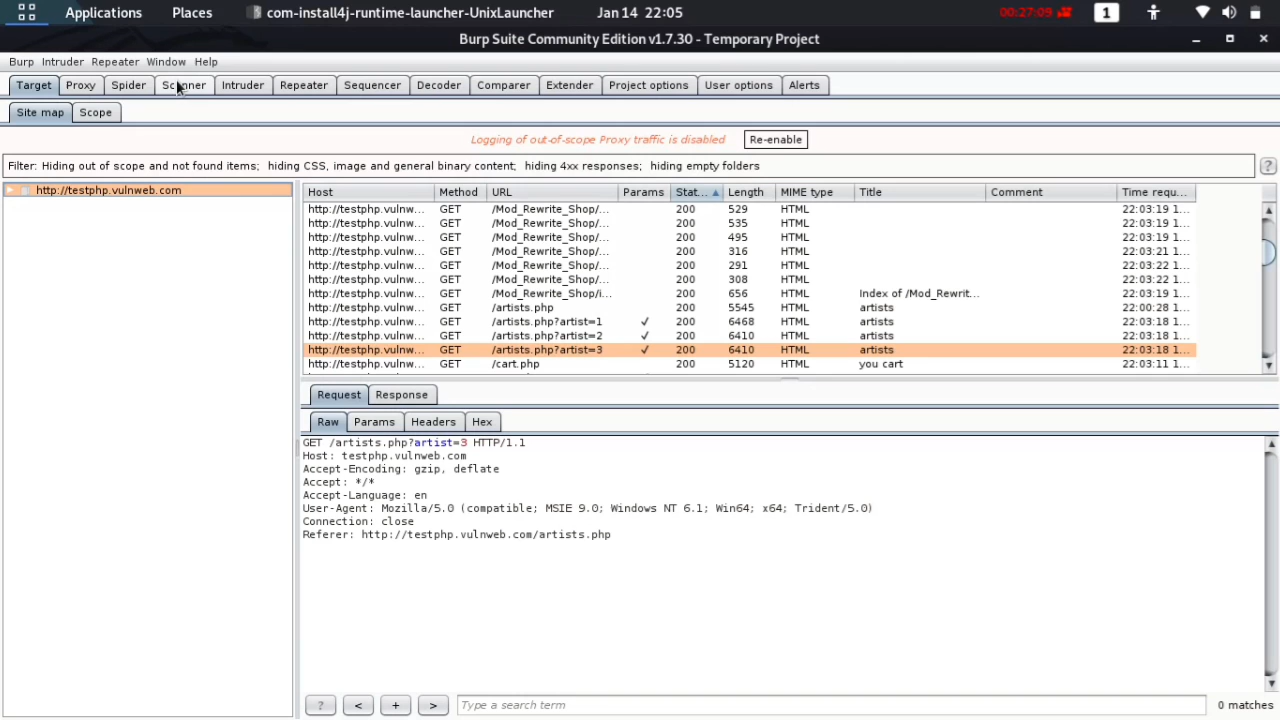 Applications Places com-install4j-runtime-launcher-UnixLauncher Jan 14 22:05 00:27:09 1
Burp Suite Community Edition v1.7.30 - Temporary Project
Burp Intruder Repeater Window Help
Target Proxy Spider Scanner Intruder Repeater Sequencer Decoder Comparer Extender Project options User options Alerts
Site map Scope
Logging of out-of-scope Proxy traffic is disabled Re-enable
Filter: Hiding out of scope and not found items; hiding CSS, image and general binary content; hiding 4xx responses; hiding empty folders ?
http://testphp.vulnweb.com
Host Method URL Params Stat... Length MIME type Title Comment Time requ...
http://testphp.vulnw... GET /Mod_Rewrite_Shop/... 200 529 HTML 22:03:19 1...
http://testphp.vulnw... GET /Mod_Rewrite_Shop/... 200 535 HTML 22:03:19 1...
http://testphp.vulnw... GET /Mod_Rewrite_Shop/... 200 495 HTML 22:03:19 1...
http://testphp.vulnw... GET /Mod_Rewrite_Shop/... 200 316 HTML 22:03:21 1...
http://testphp.vulnw... GET /Mod_Rewrite_Shop/... 200 291 HTML 22:03:22 1...
http://testphp.vulnw... GET /Mod_Rewrite_Shop/... 200 308 HTML 22:03:22 1...
http://testphp.vulnw... GET /Mod_Rewrite_Shop/i... 200 656 HTML Index of /Mod_Rewrit... 22:03:19 1...
http://testphp.vulnw... GET /artists.php 200 5545 HTML artists 22:00:28 1...
http://testphp.vulnw... GET /artists.php?artist=1 ✓ 200 6468 HTML artists 22:03:18 1...
http://testphp.vulnw... GET /artists.php?artist=2 ✓ 200 6410 HTML artists 22:03:18 1...
http://testphp.vulnw... GET /artists.php?artist=3 ✓ 200 6410 HTML artists 22:03:18 1...
http://testphp.vulnw... GET /cart.php 200 5120 HTML you cart 22:03:11 1...
Request Response
Raw Params Headers Hex
GET /artists.php?artist=3 HTTP/1.1
Host: testphp.vulnweb.com
Accept-Encoding: gzip, deflate
Accept: */*
Accept-Language: en
User-Agent: Mozilla/5.0 (compatible; MSIE 9.0; Windows NT 6.1; Win64; x64; Trident/5.0)
Connection: close
Referer: http://testphp.vulnweb.com/artists.php
? < + > Type a search term 0 matches